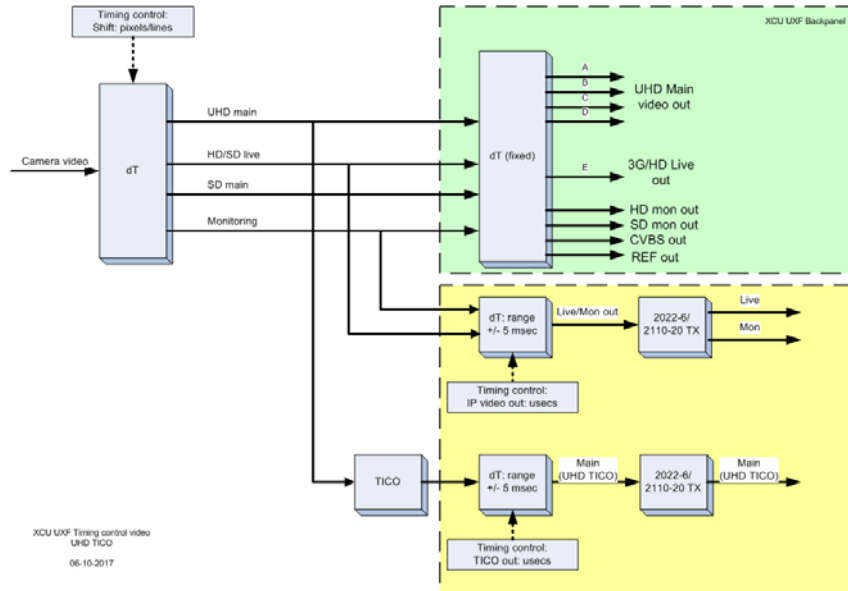 Timing control:
Shift: pixels/lines
XCU UXF Backpanel
Camera video
dT
UHD main
HD/SD live
SD main
Monitoring
dT (fixed)
A
B
C
D
UHD Main
video out
E
3G/HD Live
out
HD mon out
SD mon out
CVBS out
REF out
dT: range
+/- 5 msec
Live/Mon out
2022-6/
2110-20 TX
Live
Mon
Timing control:
IP video out: usecs
TICO
dT: range
+/- 5 msec
Main
(UHD TICO)
2022-6/
2110-20 TX
Main
(UHD TICO)
Timing control:
TICO out: usecs
XCU UXF Timing control video
UHD TICO
06-10-2017